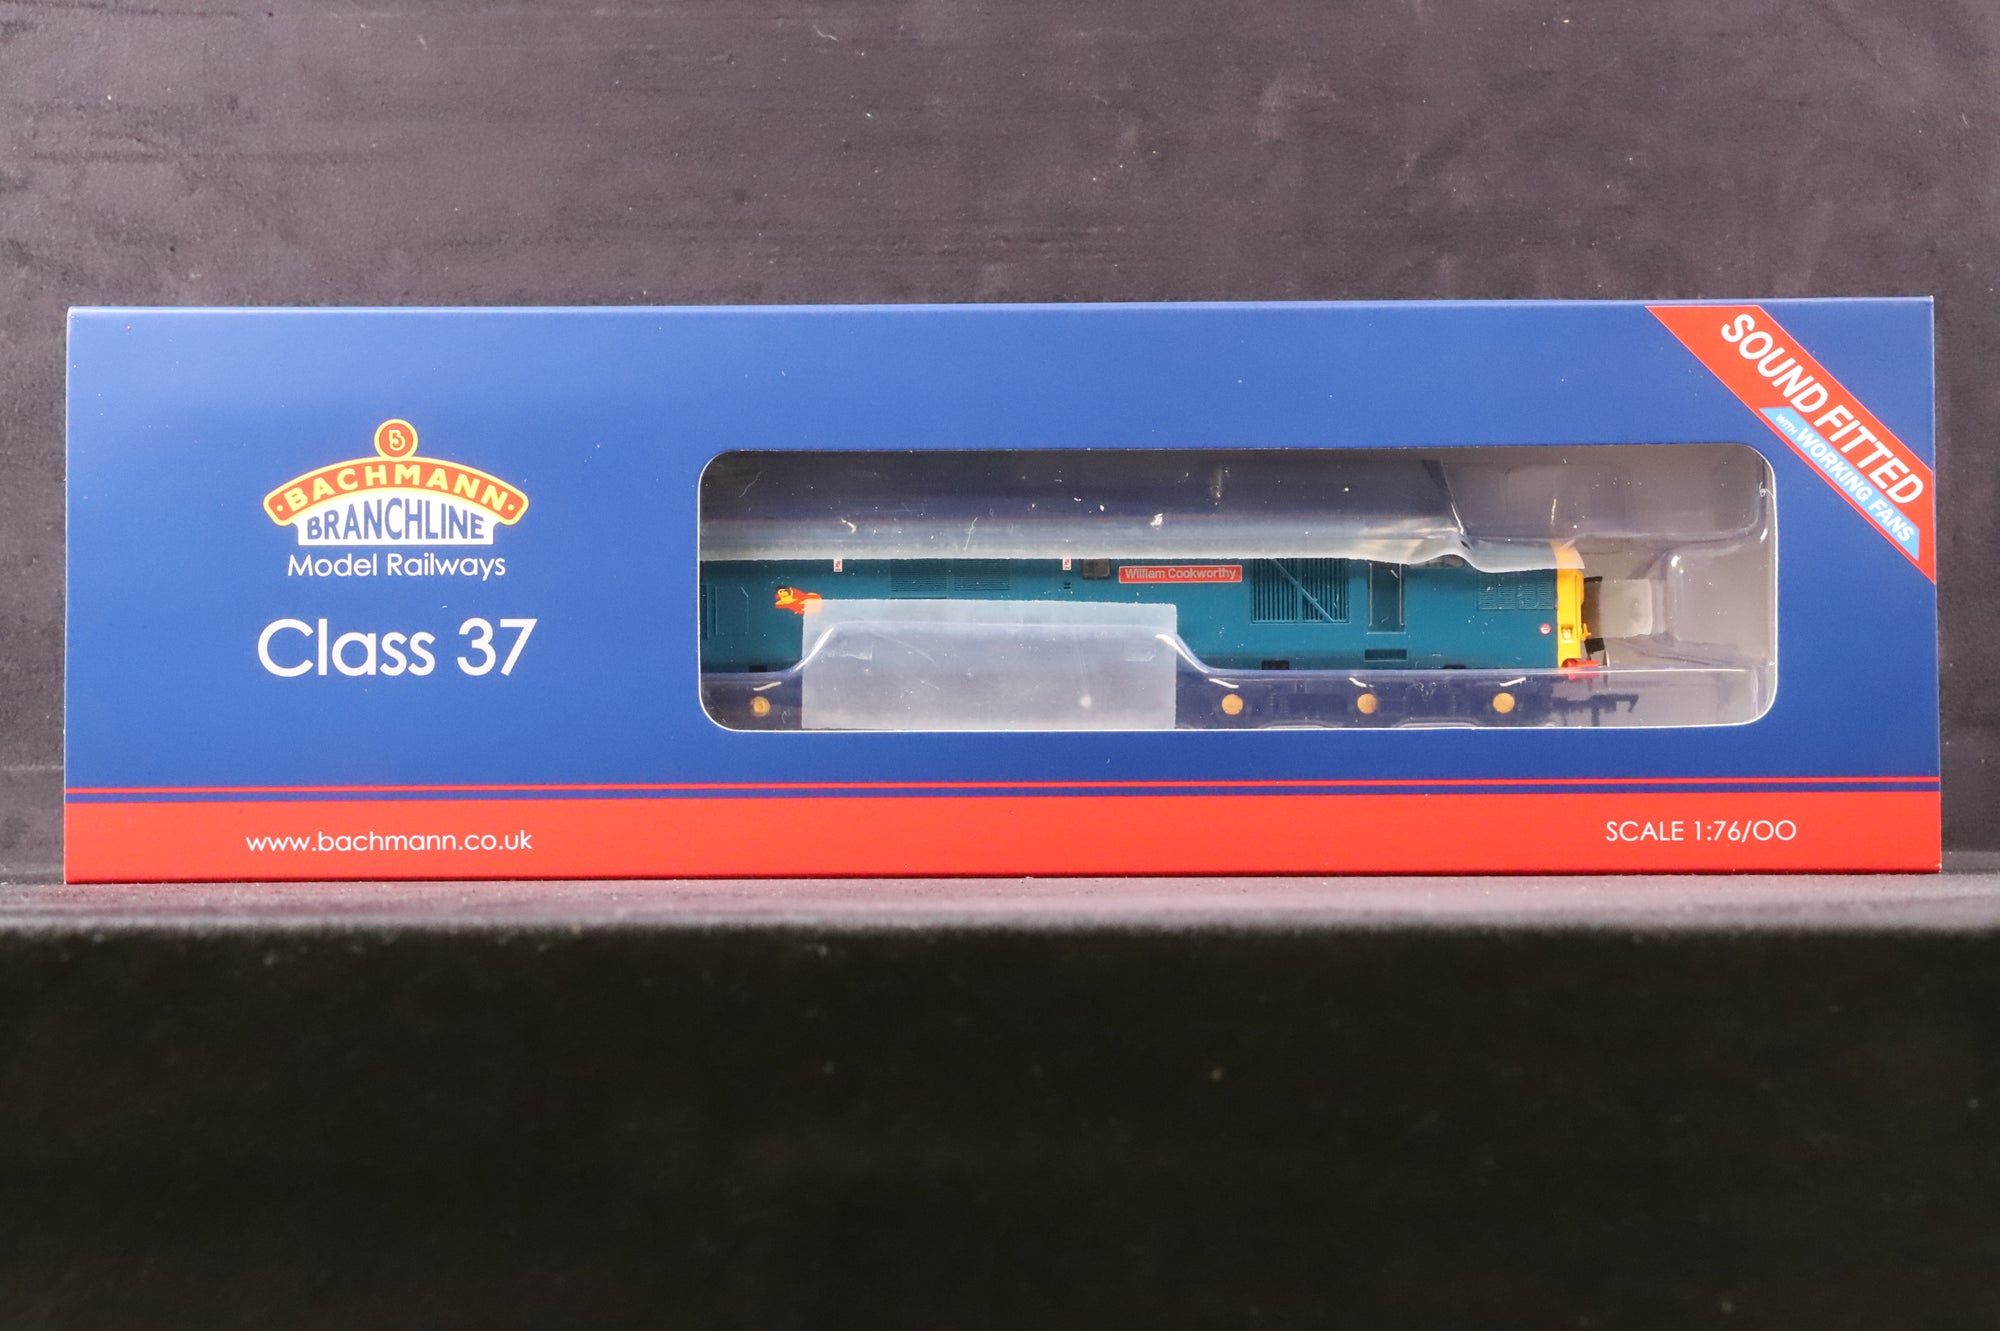 SOUND FITTED
WITH WORKING FANS
B
BACHMANN
BRANCHLINE
Model Railways
Class 37
William Cookworthy
www.bachmann.co.uk
SCALE 1:76/OO